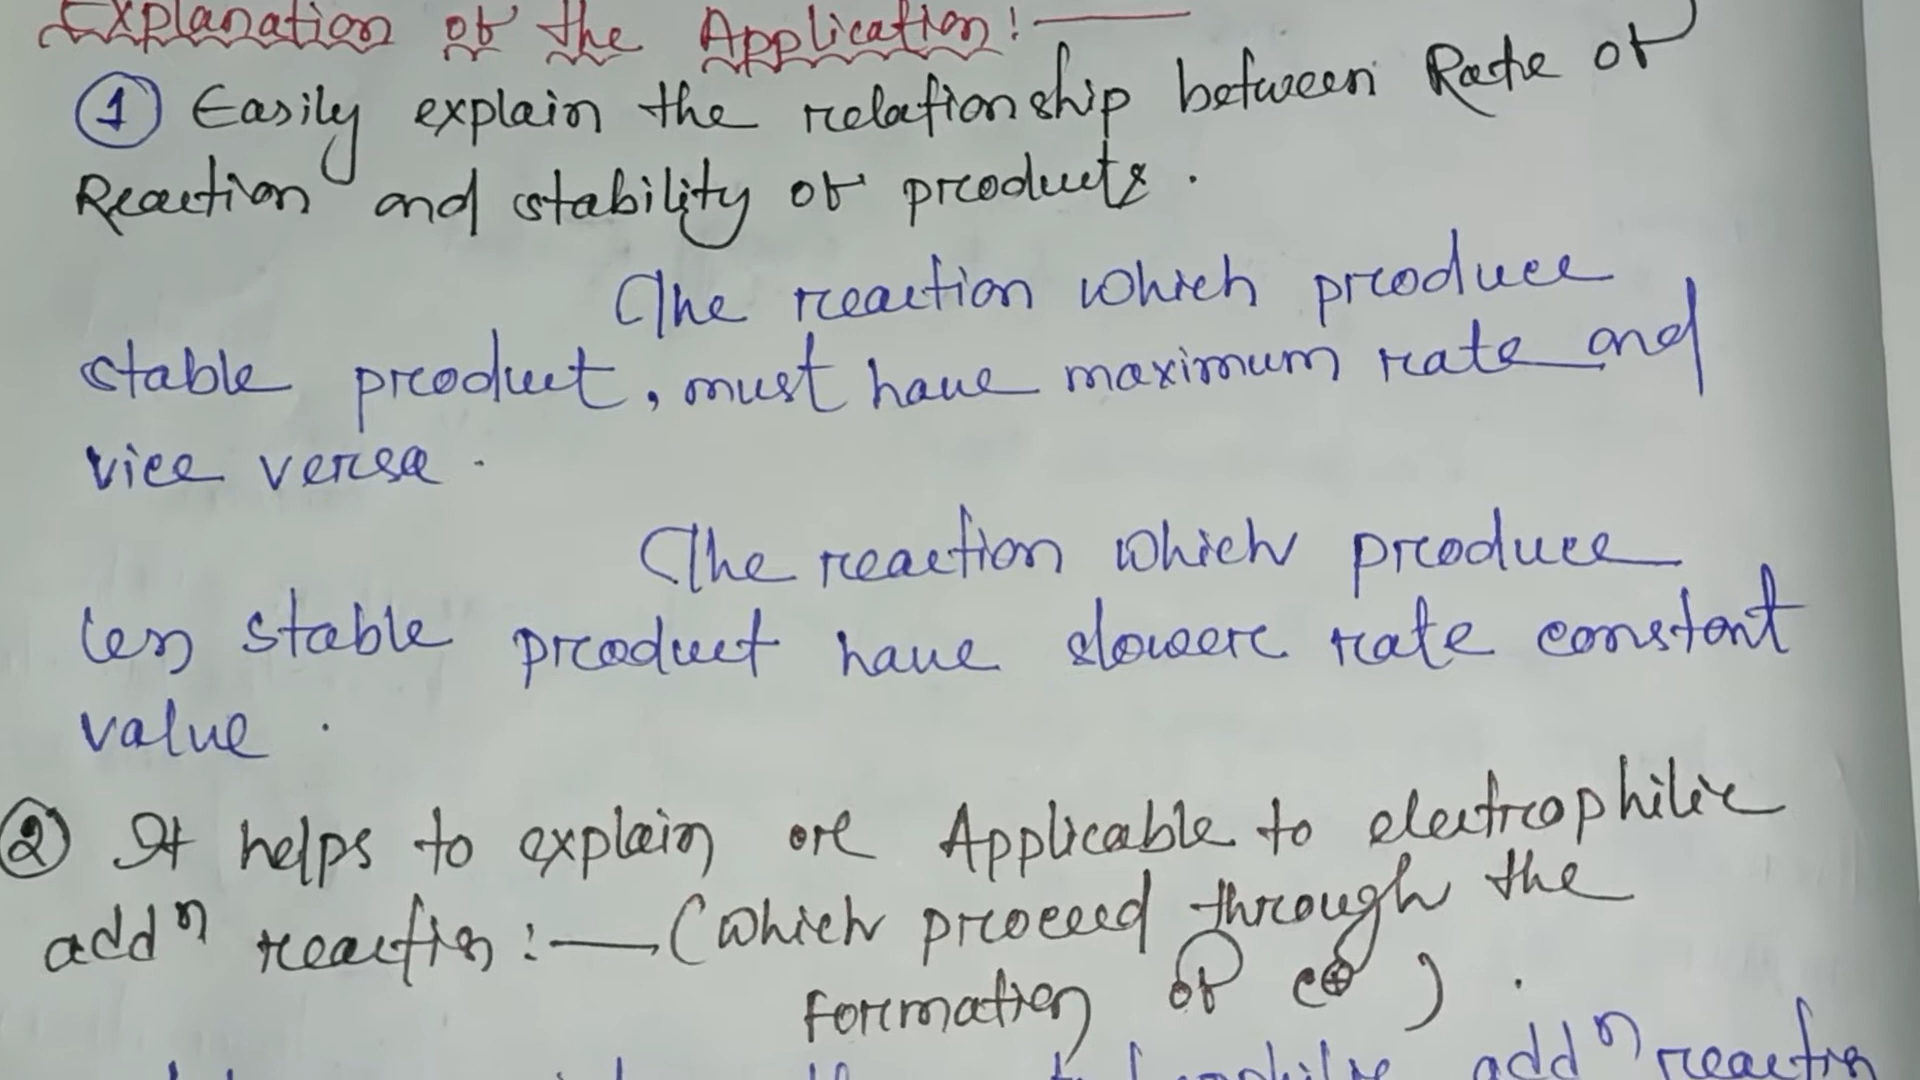 Explanation of the Application:—
① Easily explain the relationship between Rate of
Reaction and stability of products.
The reaction which produce
stable product, must have maximum rate and
vice versa.
The reaction which produce
less stable product have slower rate constant
value.
② It helps to explain or Applicable to electrophilic
addⁿ reaction:— (which proceed through the
formation of c⊕).
addⁿ reaction